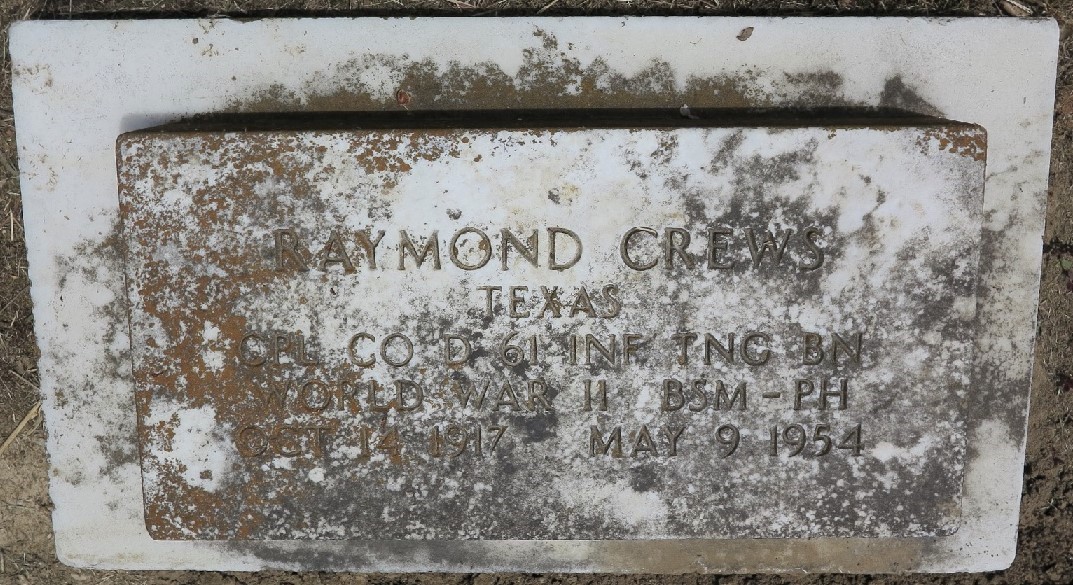 RAYMOND CREWS
TEXAS
CPL CO D 61 INF TNG BN
WORLD WAR II BSM-PH
OCT 14 1917 MAY 9 1954